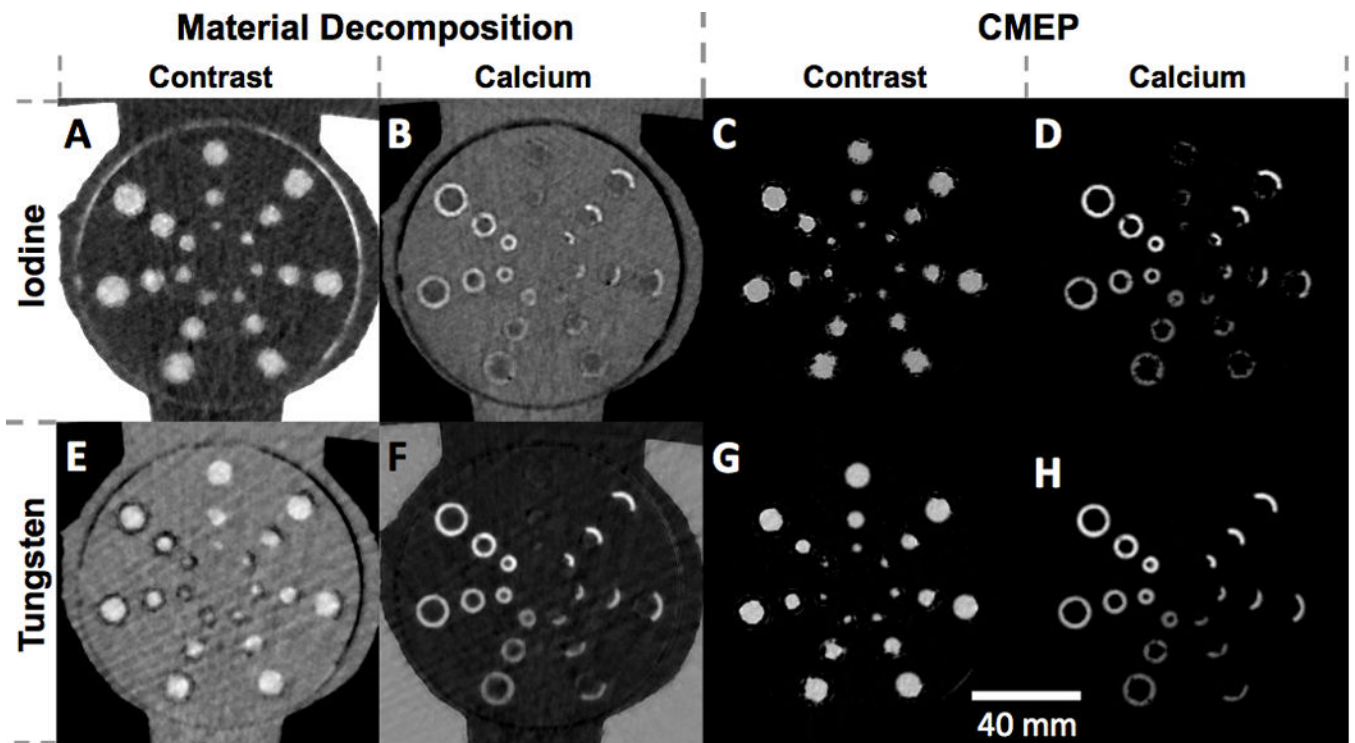 Material Decomposition CMEP
Contrast Calcium Contrast Calcium
Iodine
A B C D
Tungsten
E F G H
40 mm